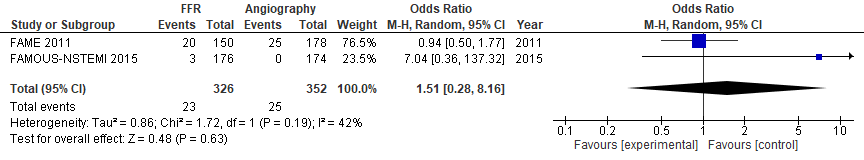 FFR Angiography Odds Ratio Odds Ratio
Study or Subgroup Events Total Events Total Weight M-H, Random, 95% CI Year M-H, Random, 95% CI
FAME 2011 20 150 25 178 76.5% 0.94 [0.50, 1.77] 2011
FAMOUS-NSTEMI 2015 3 176 0 174 23.5% 7.04 [0.36, 137.32] 2015
Total (95% CI) 326 352 100.0% 1.51 [0.28, 8.16]
Total events 23 25
Heterogeneity: Tau² = 0.86; Chi² = 1.72, df = 1 (P = 0.19); I² = 42%
Test for overall effect: Z = 0.48 (P = 0.63)
0.1 0.2 0.5 1 2 5 10
Favours [experimental] Favours [control]